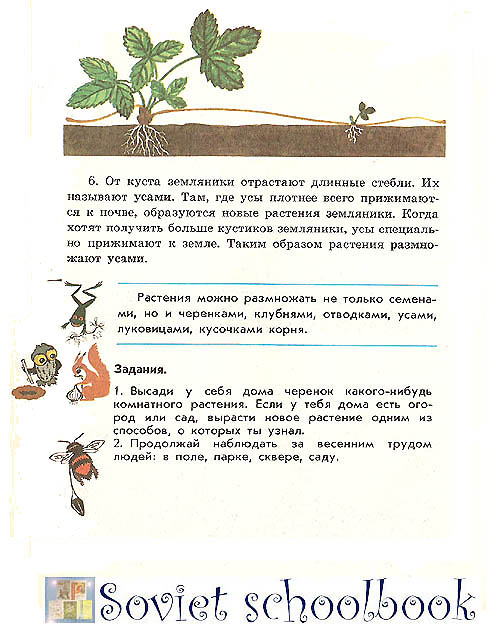 6. От куста земляники отрастают длинные стебли. Их
называют усами. Там, где усы плотнее всего прижимают-
ся к почве, образуются новые растения земляники. Когда
хотят получить больше кустиков земляники, усы специаль-
но прижимают к земле. Таким образом растения размно-
жают усами.
Растения можно размножать не только семена-
ми, но и черенками, клубнями, отводками, усами,
луковицами, кусочками корня.
Задания.
1. Высади у себя дома черенок какого-нибудь
комнатного растения. Если у тебя дома есть ого-
род или сад, вырасти новое растение одним из
способов, о которых ты узнал.
2. Продолжай наблюдать за весенним трудом
людей: в поле, парке, сквере, саду.
Soviet schoolbook